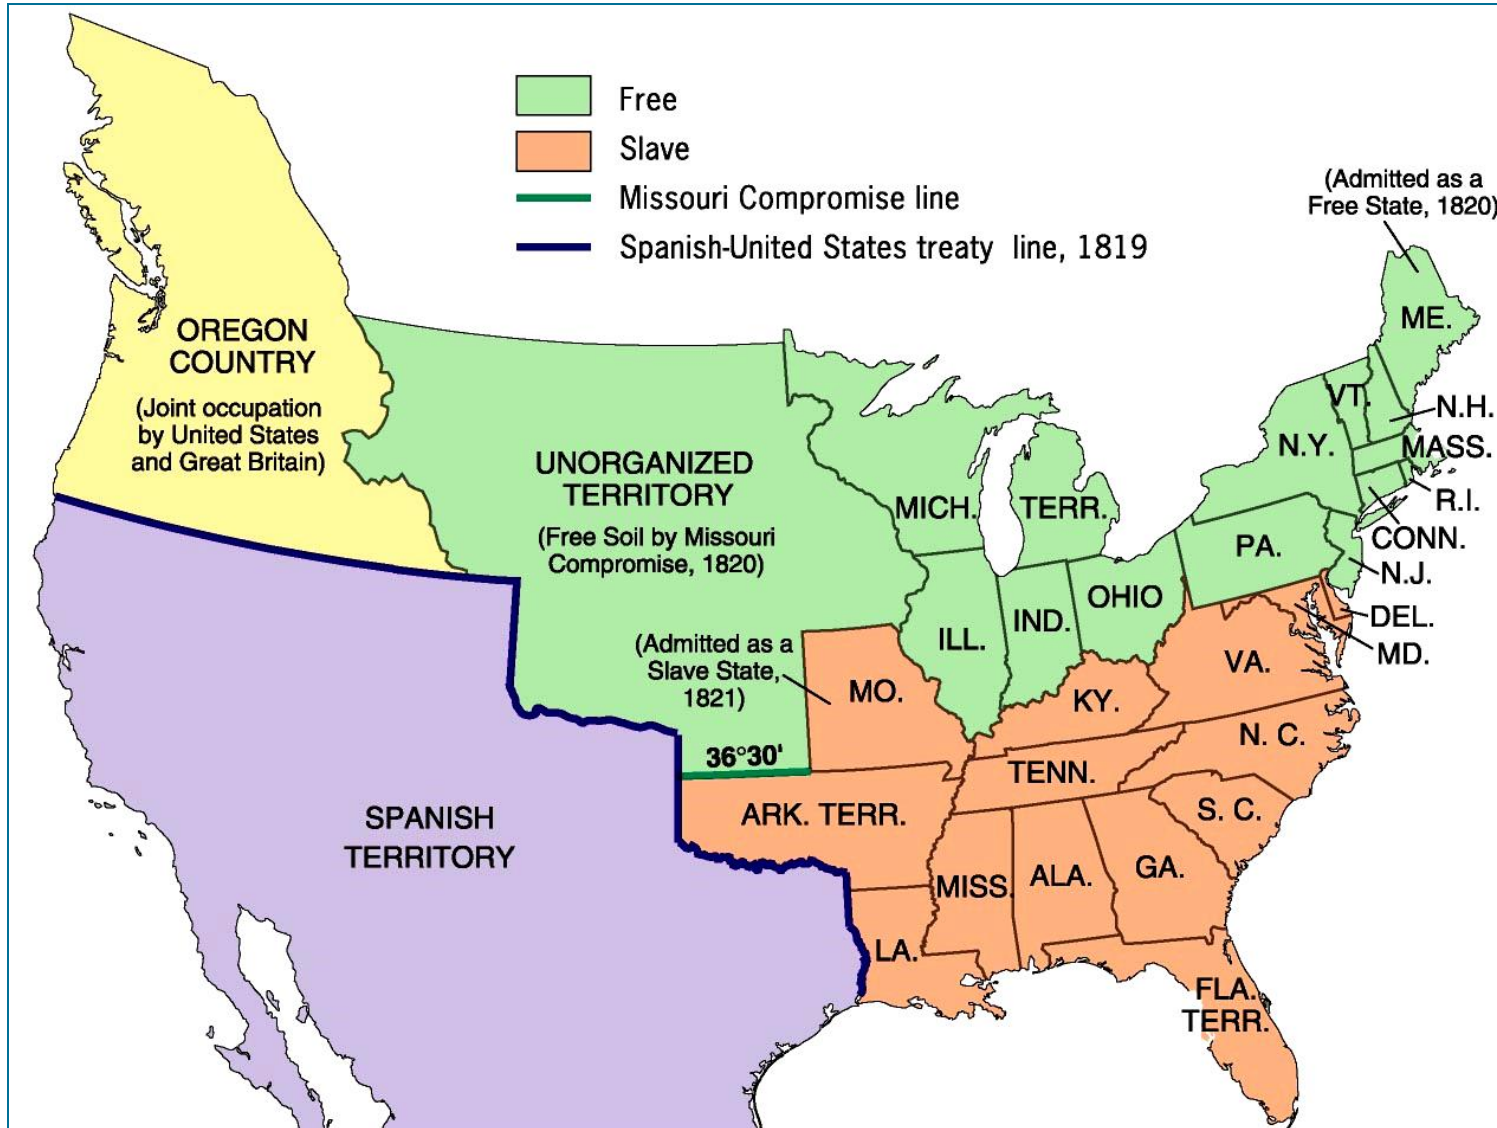 Free
Slave
Missouri Compromise line
Spanish-United States treaty line, 1819
(Admitted as a
Free State, 1820)
ME.
OREGON
COUNTRY
(Joint occupation
by United States
and Great Britain)
UNORGANIZED
TERRITORY
(Free Soil by Missouri
Compromise, 1820)
VT.
N.H.
N.Y.
MASS.
R.I.
CONN.
MICH.
TERR.
PA.
N.J.
OHIO
IND.
ILL.
DEL.
MD.
(Admitted as a
Slave State,
1821)
MO.
VA.
KY.
36°30'
N. C.
TENN.
SPANISH
TERRITORY
ARK. TERR.
S. C.
MISS.
ALA.
GA.
LA.
FLA.
TERR.